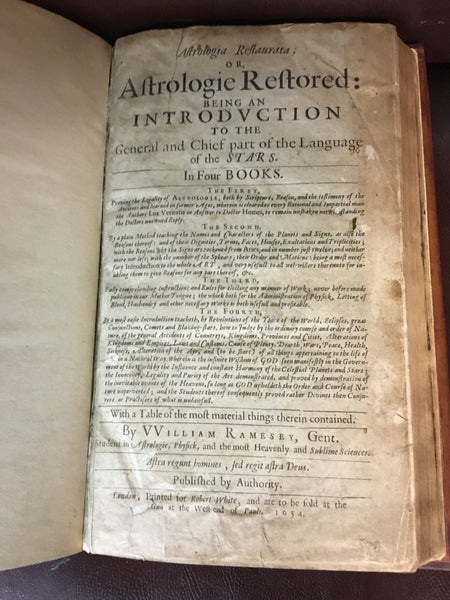 Astrologia Restaurata;
OR,
Astrologie Restored:
BEING AN
INTRODVCTION
TO THE
General and Chief part of the Language
of the STARS.
In Four BOOKS.
The First,
Proving the Legality of ASTROLOGIE, both by Scripture, Reason, and the testimony of the
Ancients and learned in former Ages; wherein is cleared to every Rational and Impartial man
the Authors Lux Veritatis in Answer to Doctor Homes, to remain unshaken notwithstanding
the Doctors unsavoured Reply.
The Second,
By a plain Method teaching the Names and Characters of the Planets and Signs, as also the
Reasons thereof; and of their Dignities, Terms, Faces, Houses, Exaltations and Triplicities;
with the Reasons why the Signs are reckoned from Aries, and in number just twelve, and neither
more nor less; with the number of the Spheres, their Order and Motions; being a most neces-
sary Introduction to the whole ART, and very usefull to all wel-willers thereunto for in-
abling them to give Reasons for any part thereof, &c.
The Third,
Fully comprehending Instructions and Rules for electing any manner of Work; never before made
publique in our Mother Tongue; the which both for the Administration of Physick, Letting of
Blood, Husbandry and other necessary Works is both usefull and profitable.
The Fourth,
In a most easie Introduction teacheth, by Revolutions of the Years of the World, Eclipses, great
Conjunctions, Comets and Blazing-stars, how to Judge by the ordinary course and order of Na-
ture, of the general Accidents of Countreys, Kingdoms, Provinces and Cities, Alterations of
Kingdoms and Empires, Laws and Customs, Cause of Plenty, Dearth, Wars, Peace, Health,
Sickness, Alteration of the Ayr; and (to be short) of all things appertaining to the life of
man, in a Natural Way. Wherein is the infinite Wisdom of GOD seen manifestly in the Govern-
ment of the World by the Influence and constant Harmony of the Celestial Planets and Stars:
the Innocency, Legality and Purity of the Art demonstrated, and proved by demonstration of
the inevitable events of the Heavens, so long as GOD upholdeth the Order and Course of Na-
ture unperverted; and the Students thereof consequently proved rather Divines then Conju-
rers or Practisers of what is unlawfull.
With a Table of the most material things therein contained.
By VVILLIAM RAMESEY, Gent.
Student in Astrologie, Physick, and the most Heavenly and Sublime Sciences.
Astra regunt homines, sed regit astra Deus.
Published by Authority.
London, Printed for Robert White, and are to be sold at the
Sun at the West-end of Pauls. 1654.